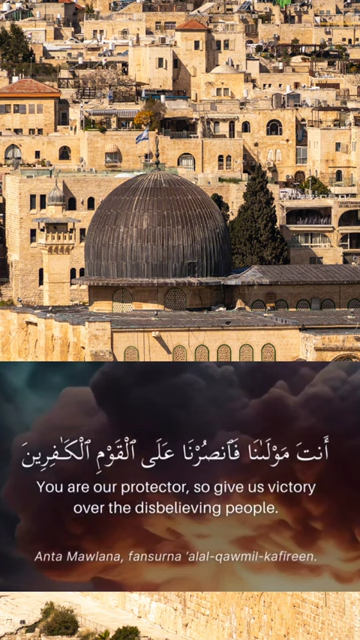 أَنتَ مَوْلَىٰنَا فَٱنصُرْنَا عَلَى ٱلْقَوْمِ ٱلْكَـٰفِرِينَ
You are our protector, so give us victory
over the disbelieving people.
Anta Mawlana, fansurna ‘alal-qawmil-kafireen.